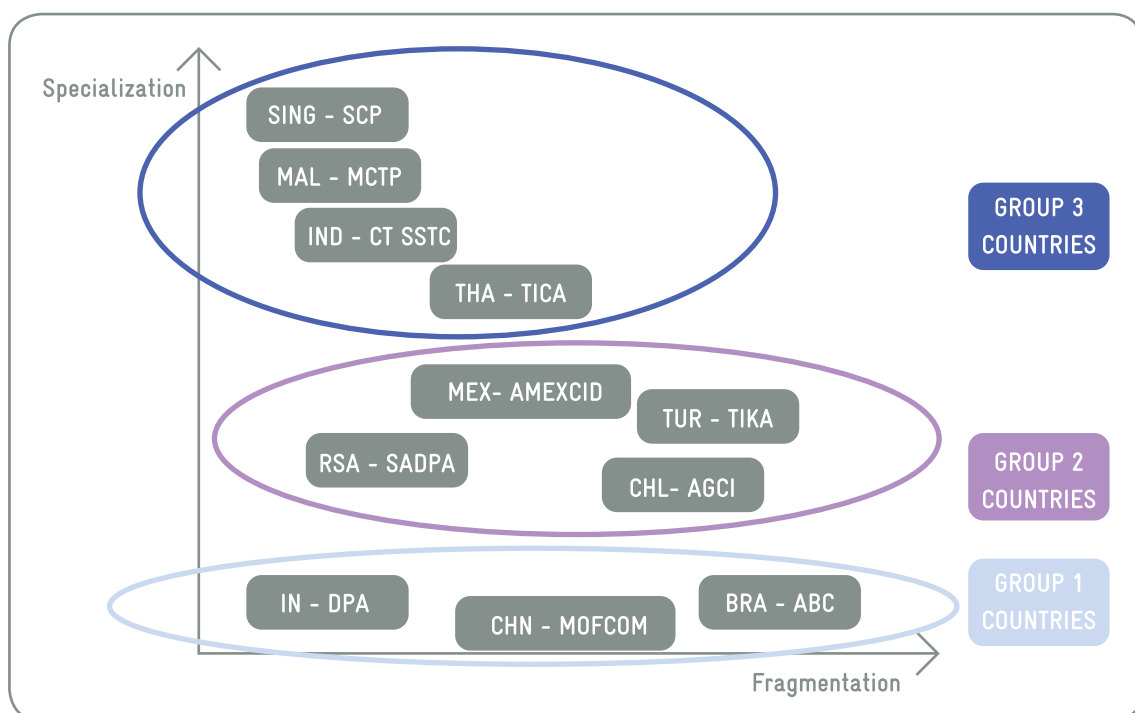 Specialization
SING - SCP
MAL - MCTP
IND - CT SSTC
THA - TICA
GROUP 3
COUNTRIES
MEX- AMEXCID
TUR - TIKA
RSA - SADPA
CHL- AGCI
GROUP 2
COUNTRIES
IN - DPA
CHN - MOFCOM
BRA - ABC
GROUP 1
COUNTRIES
Fragmentation